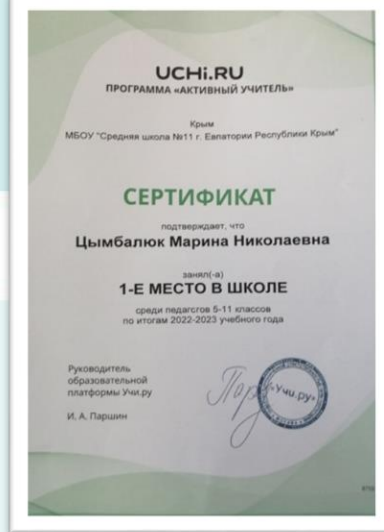 UCHi.RU
ПРОГРАММА «АКТИВНЫЙ УЧИТЕЛЬ»
Крым
МБОУ "Средняя школа №11 г. Евпатории Республики Крым"
СЕРТИФИКАТ
подтверждает, что
Цымбалюк Марина Николаевна
занял(-а)
1-Е МЕСТО В ШКОЛЕ
среди педагогов 5-11 классов
по итогам 2022-2023 учебного года
Руководитель
образовательной
платформы Учи.ру
И. А. Паршин
«Учи.ру»